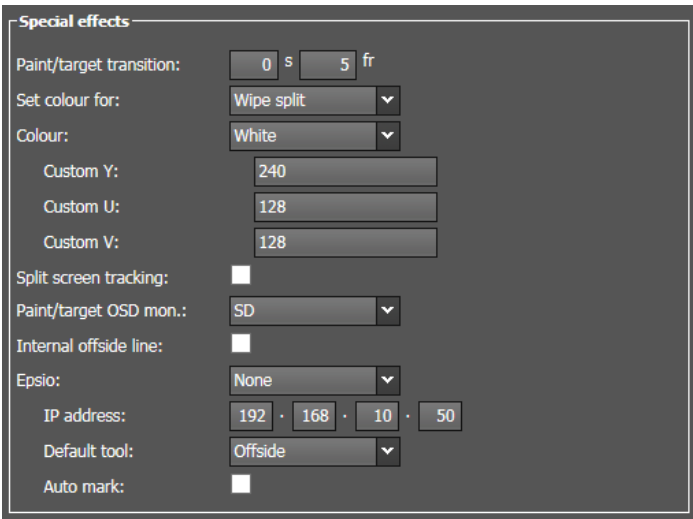 Special effects
Paint/target transition: 0 s 5 fr
Set colour for: Wipe split
Colour: White
Custom Y: 240
Custom U: 128
Custom V: 128
Split screen tracking:
Paint/target OSD mon.: SD
Internal offside line:
Epsio: None
IP address: 192 · 168 · 10 · 50
Default tool: Offside
Auto mark: